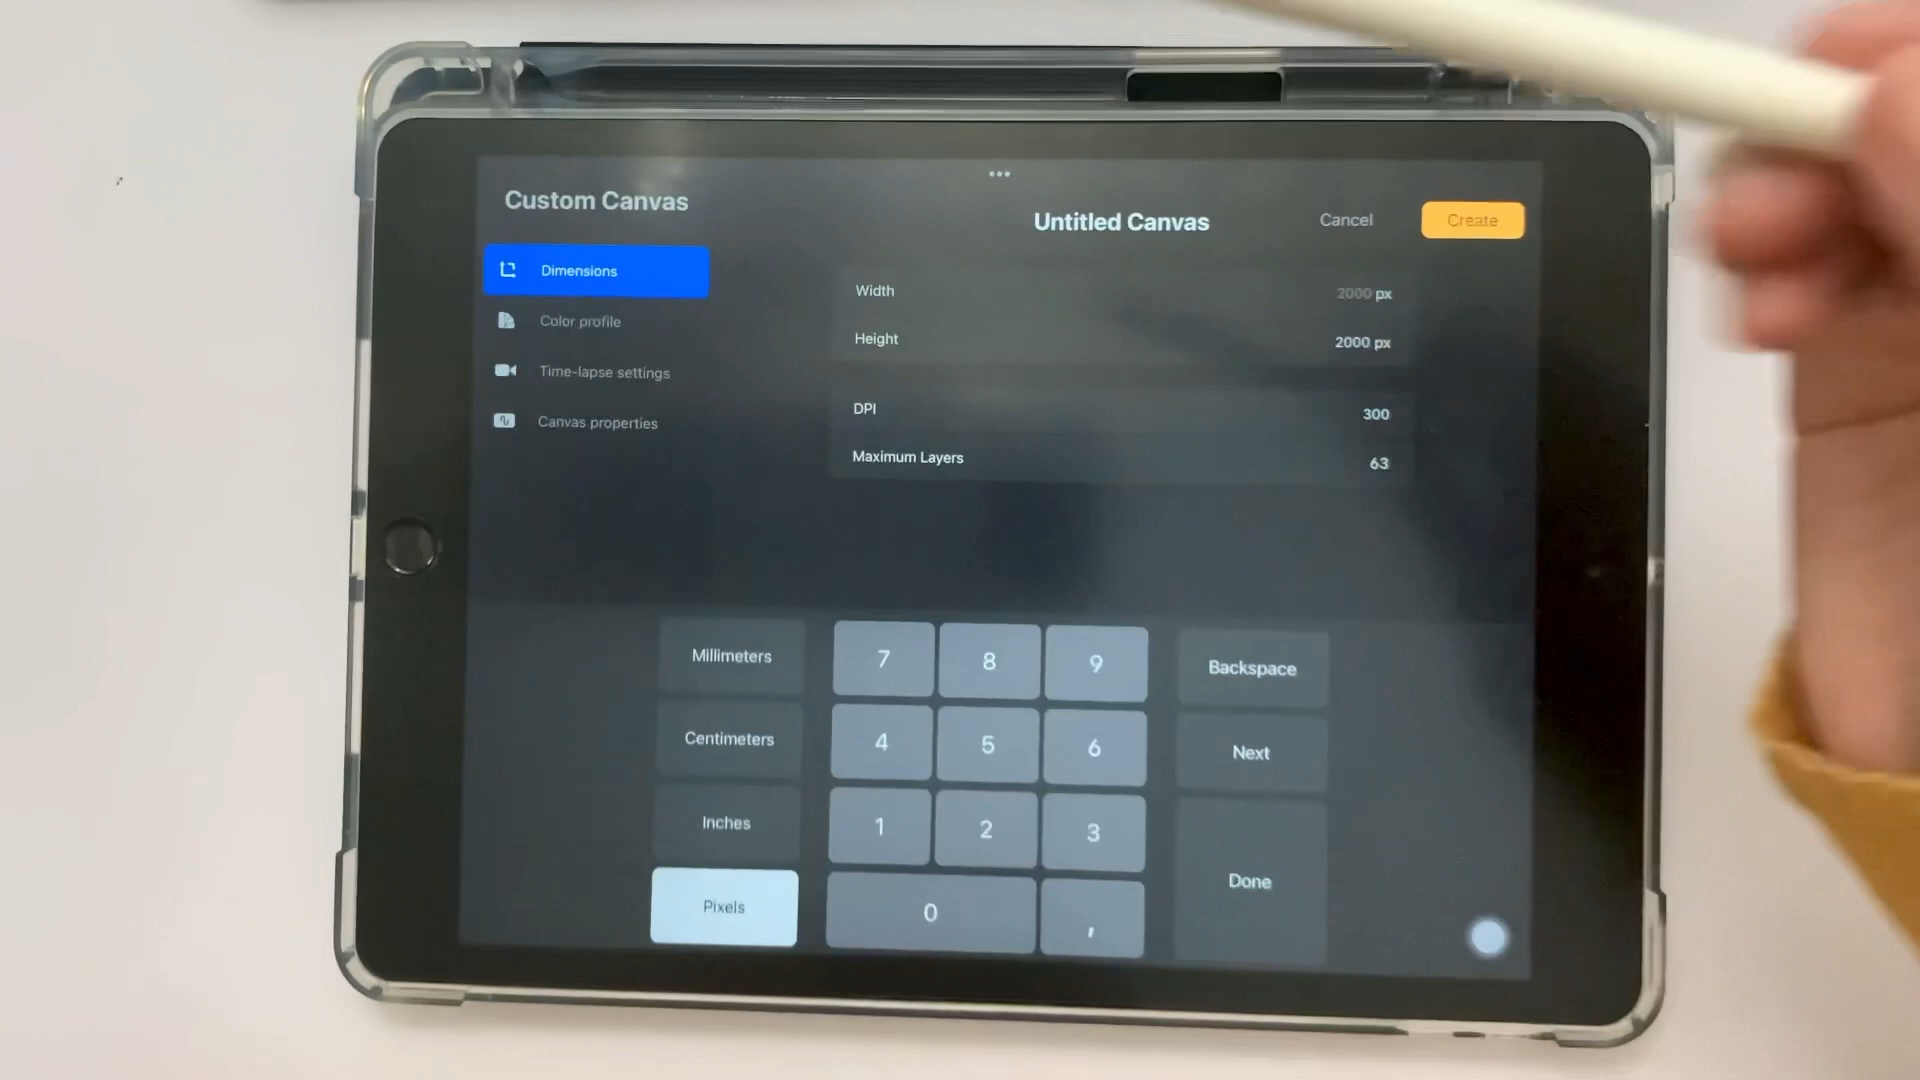 Custom Canvas
Untitled Canvas
Cancel
Create
Dimensions
Color profile
Time-lapse settings
Canvas properties
Width 2000 px
Height 2000 px
DPI 300
Maximum Layers 63
Millimeters 7 8 9 Backspace
Centimeters 4 5 6 Next
Inches 1 2 3
Pixels 0 , Done